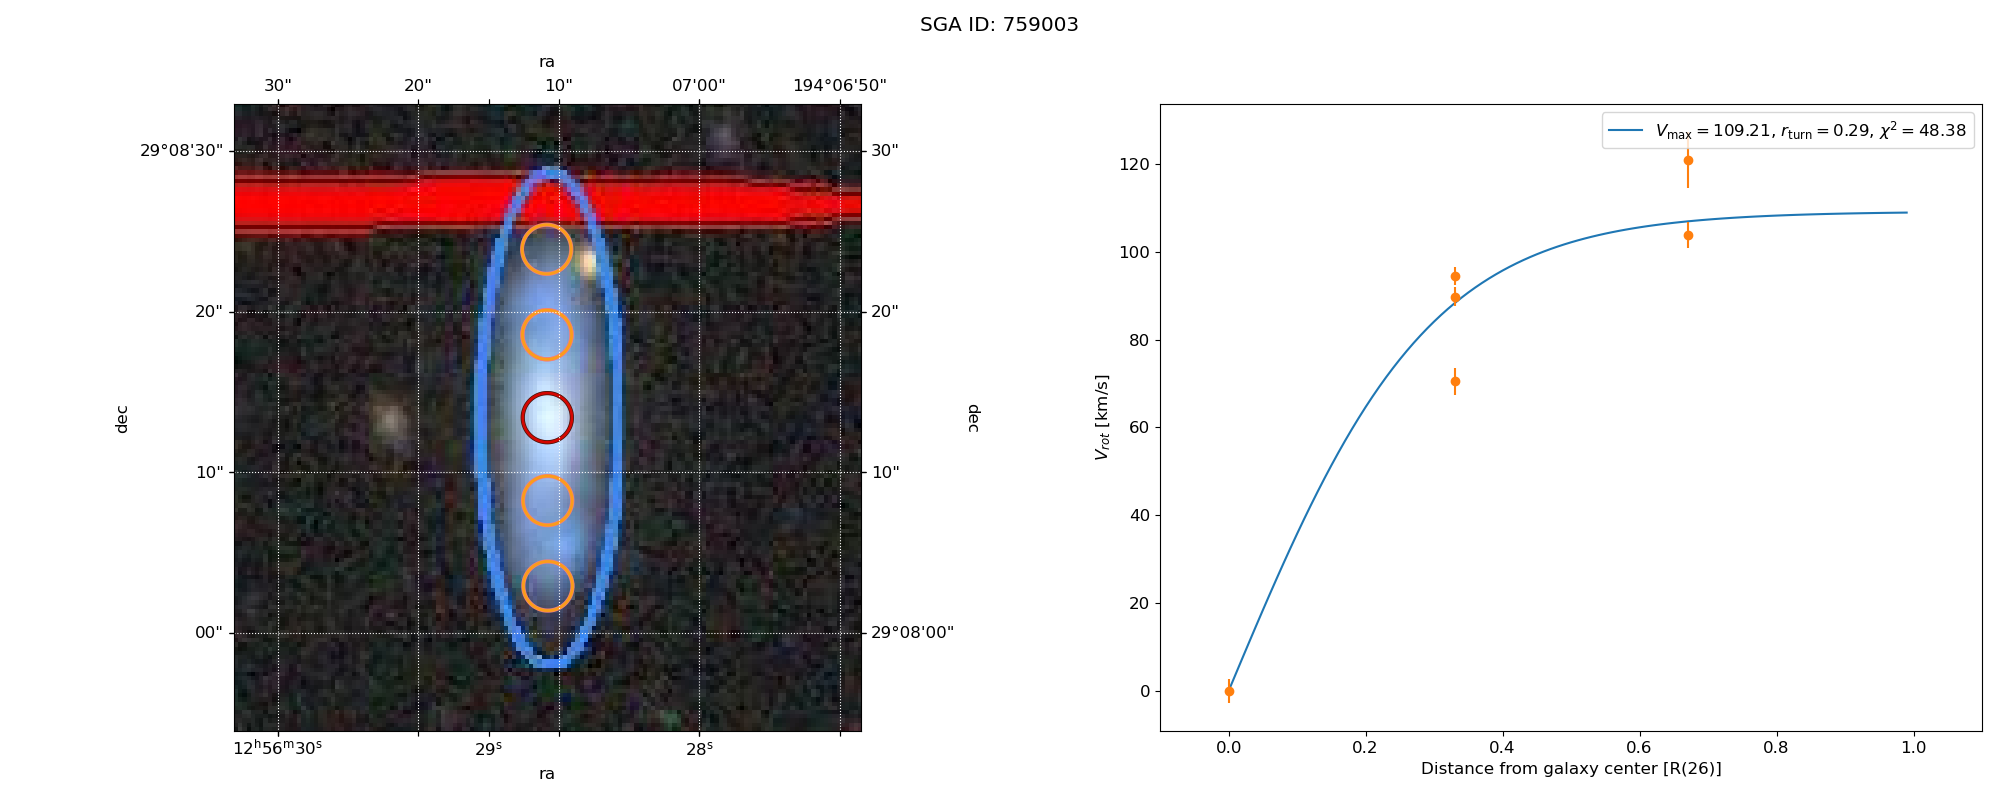 SGA ID: 759003
ra
30" 20" 10" 07'00" 194°06'50"
29°08'30" 20" 10" 00"
dec
30" 20" 10" 29°08'00"
dec
12ʰ56ᵐ30ˢ 29ˢ 28ˢ
ra
V_max = 109.21, r_turn = 0.29, χ² = 48.38
120
100
80
60
40
20
0
V_rot [km/s]
0.0 0.2 0.4 0.6 0.8 1.0
Distance from galaxy center [R(26)]